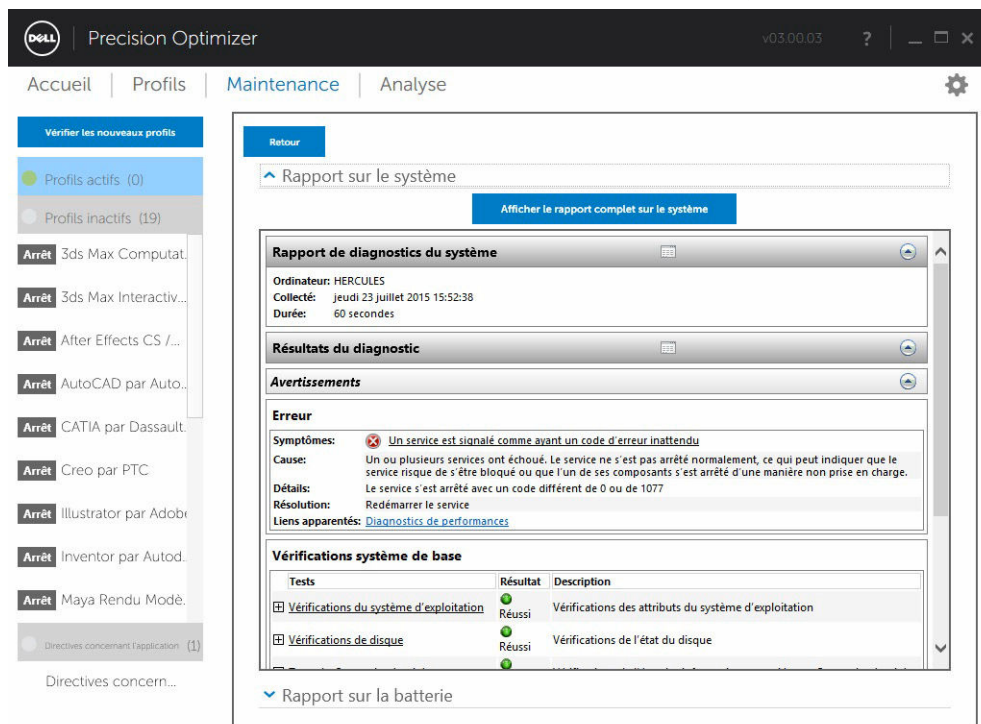 DELL
Precision Optimizer
v03.00.03
?
Accueil
Profils
Maintenance
Analyse
Vérifier les nouveaux profils
Profils actifs (0)
Profils inactifs (19)
Arrêt 3ds Max Computat.
Arrêt 3ds Max Interactiv...
Arrêt After Effects CS /...
Arrêt AutoCAD par Auto..
Arrêt CATIA par Dassault.
Arrêt Creo par PTC
Arrêt Illustrator par Adobe
Arrêt Inventor par Autod.
Arrêt Maya Rendu Modè.
Directives concernant l'application (1)
Directives concern...
Retour
Rapport sur le système
Afficher le rapport complet sur le système
Rapport de diagnostics du système
Ordinateur: HERCULES
Collecté: jeudi 23 juillet 2015 15:52:38
Durée: 60 secondes
Résultats du diagnostic
Avertissements
Erreur
Symptômes: Un service est signalé comme ayant un code d'erreur inattendu
Cause: Un ou plusieurs services ont échoué. Le service ne s'est pas arrêté normalement, ce qui peut indiquer que le
service risque de s'être bloqué ou que l'un de ses composants s'est arrêté d'une manière non prise en charge.
Détails: Le service s'est arrêté avec un code différent de 0 ou de 1077
Résolution: Redémarrer le service
Liens apparentés: Diagnostics de performances
Vérifications système de base
Tests Résultat Description
Vérifications du système d'exploitation Réussi Vérifications des attributs du système d'exploitation
Vérifications de disque Réussi Vérifications de l'état du disque
Rapport sur la batterie